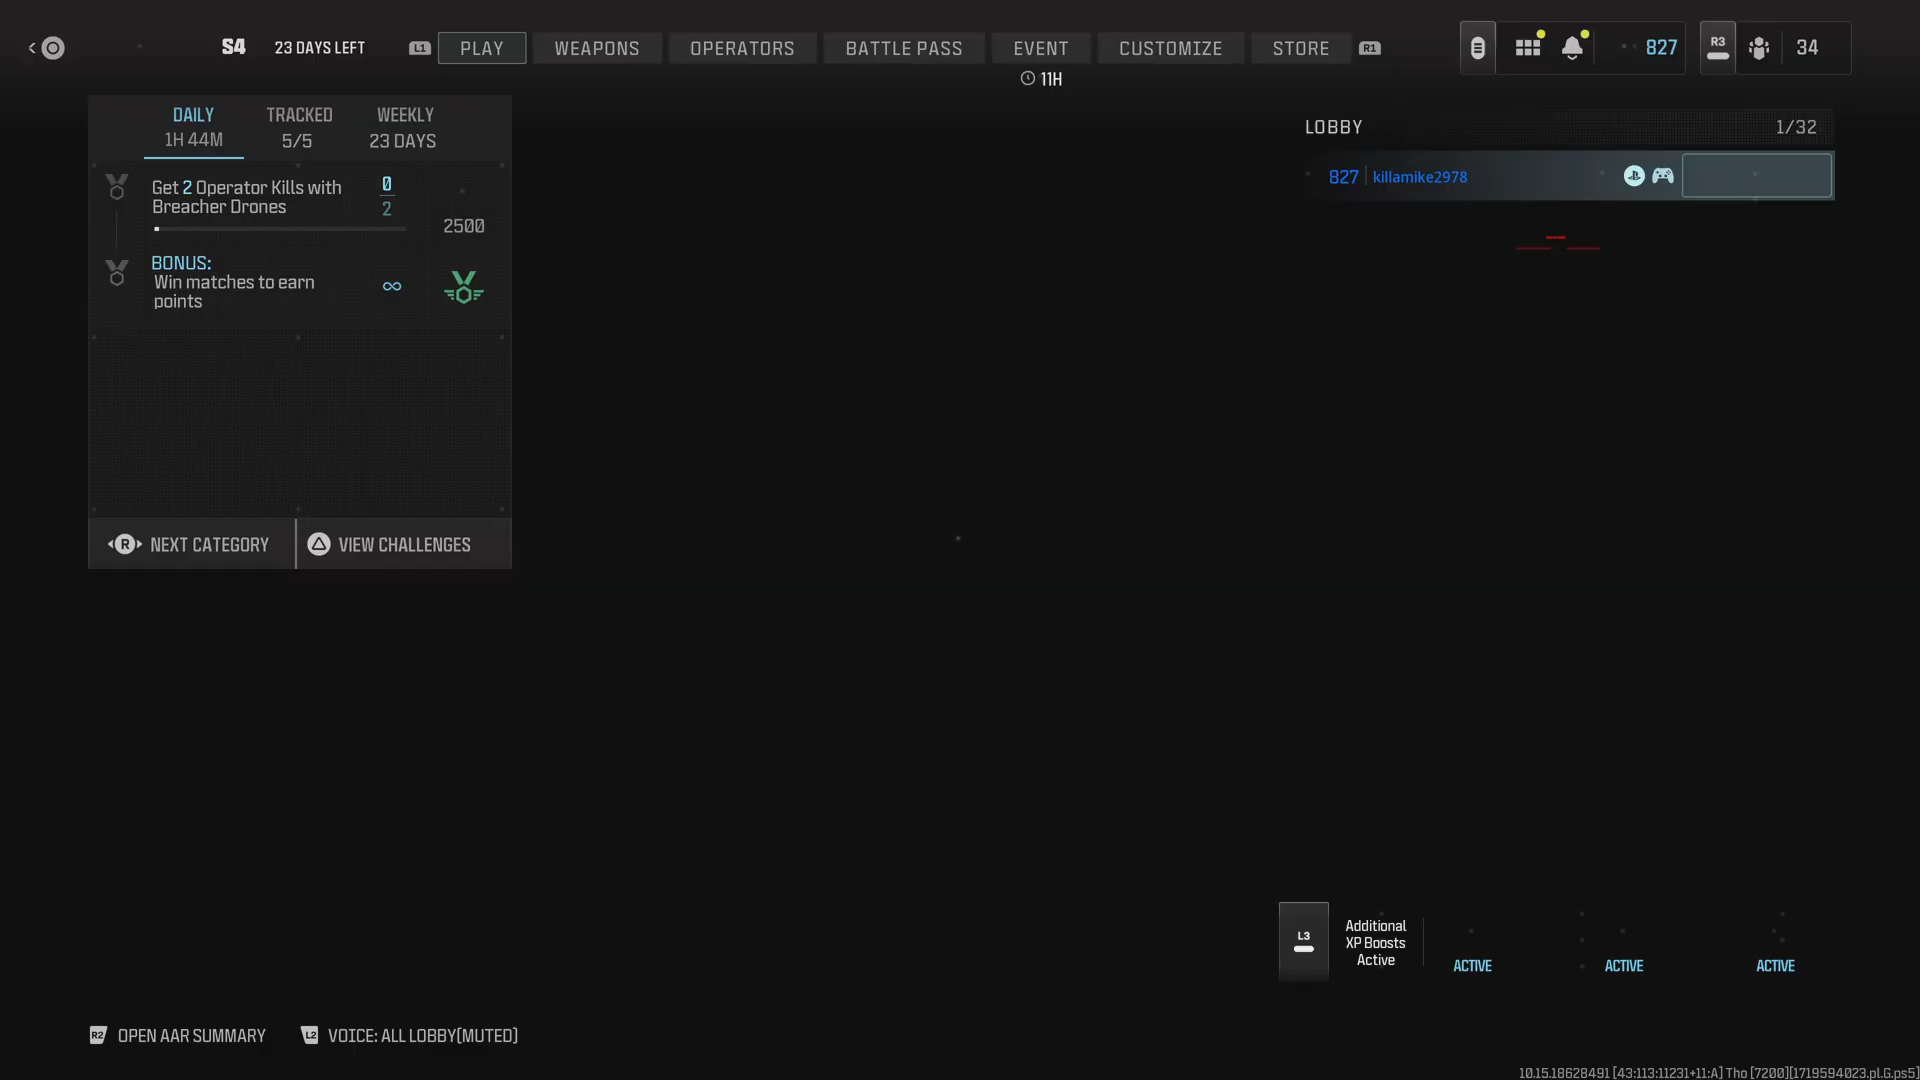 S4 23 DAYS LEFT L1 PLAY WEAPONS OPERATORS BATTLE PASS EVENT CUSTOMIZE STORE R1 827 R3 34
11H
DAILY TRACKED WEEKLY
1H 44M 5/5 23 DAYS
Get 2 Operator Kills with
Breacher Drones
0
2
2500
BONUS:
Win matches to earn
points
∞
R NEXT CATEGORY VIEW CHALLENGES
LOBBY 1/32
827 killamike2978
L3
Additional
XP Boosts
Active
ACTIVE ACTIVE ACTIVE
R2 OPEN AAR SUMMARY L2 VOICE: ALL LOBBY(MUTED)
10.15.18628491 [43:113:11231+11:A] Tho [7200][1719594023.pl.G.ps5]